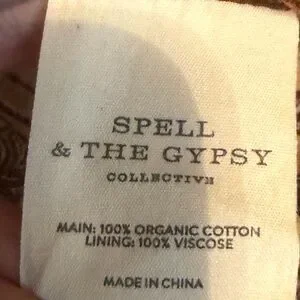 SPELL
& THE GYPSY
COLLECTIVE
MAIN: 100% ORGANIC COTTON
LINING: 100% VISCOSE
MADE IN CHINA